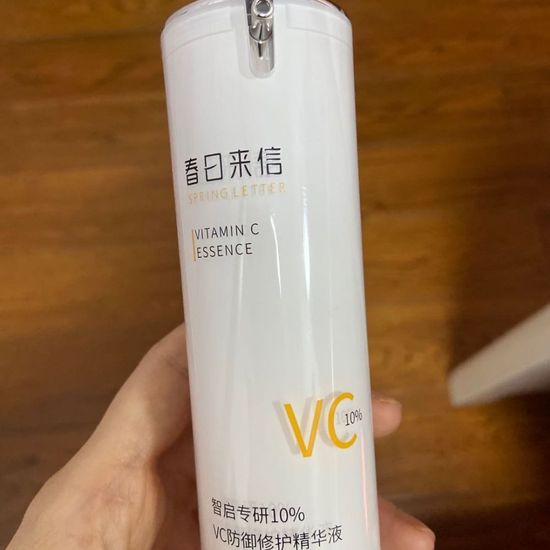 春日来信
SPRING LETTER
VITAMIN C
ESSENCE
VC
10%
智启专研10%
VC防御修护精华液